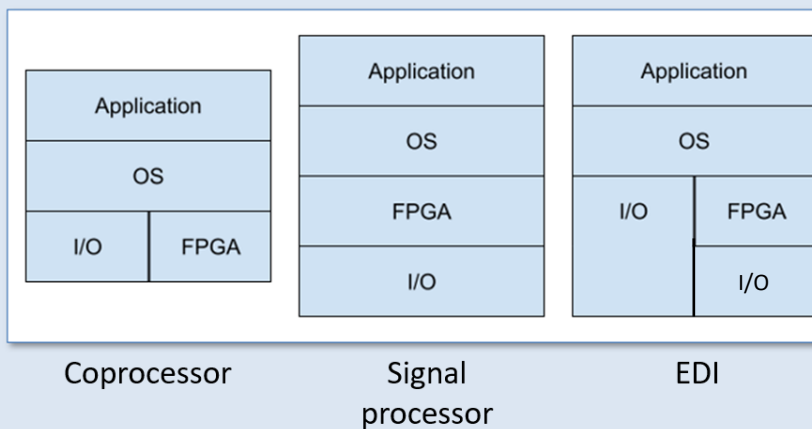 Application
OS
I/O FPGA
Coprocessor
Application
OS
FPGA
I/O
Signal
processor
Application
OS
I/O FPGA
I/O
EDI